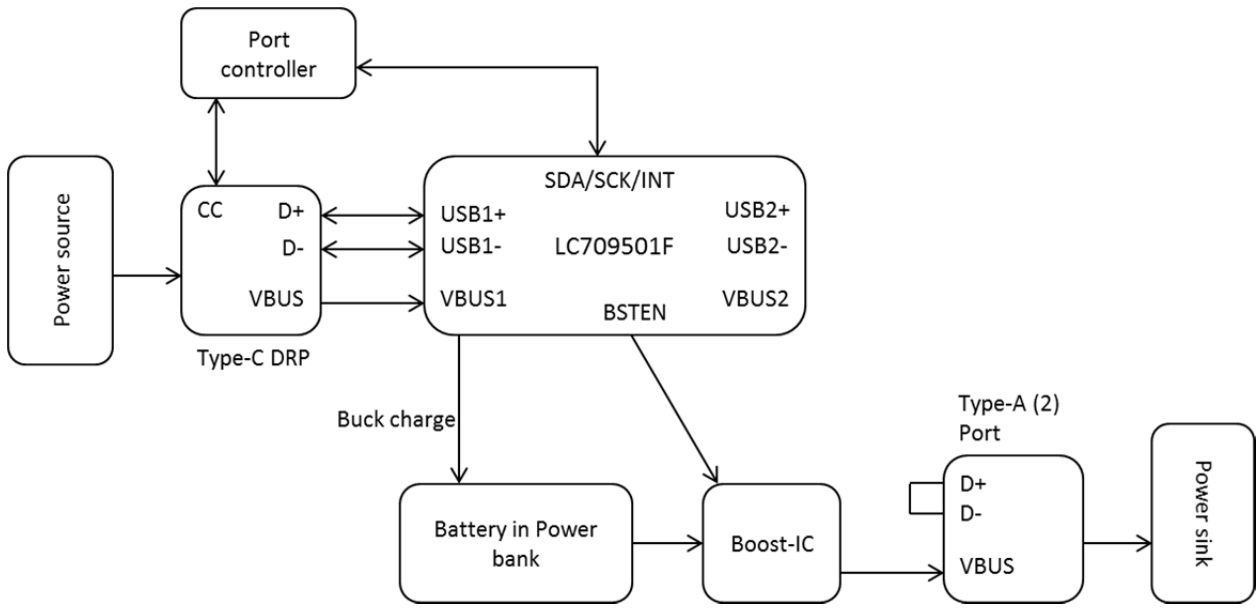 Port
controller
Power source
CC
D+
D-
VBUS
Type-C DRP
SDA/SCK/INT
USB1+
USB2+
USB1-
LC709501F
USB2-
VBUS1
VBUS2
BSTEN
Buck charge
Battery in Power
bank
Boost-IC
Type-A (2)
Port
D+
D-
VBUS
Power sink